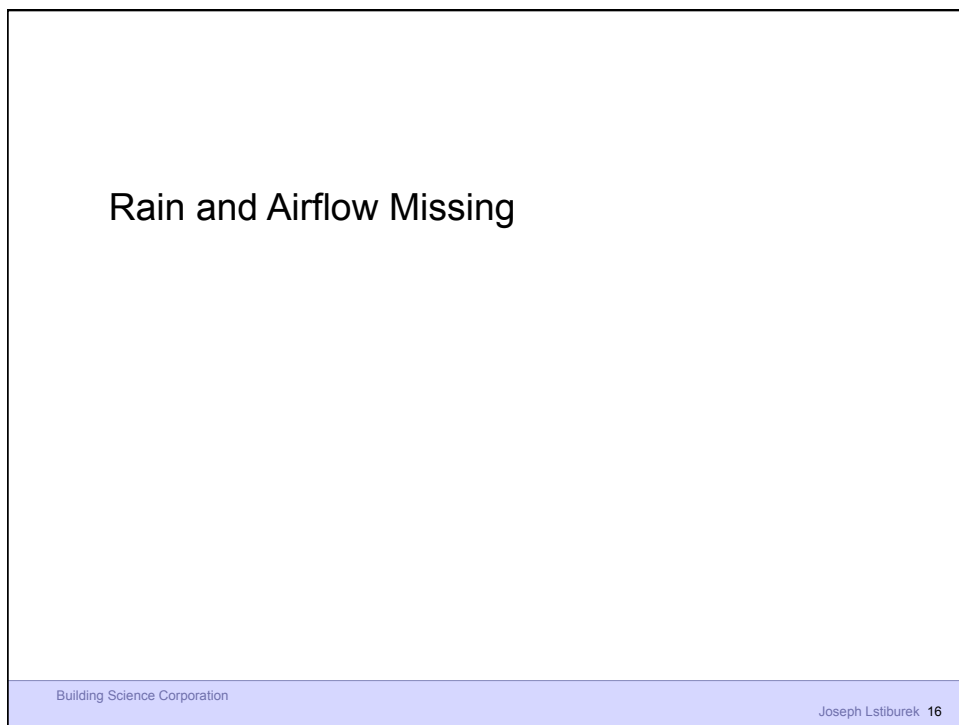 Rain and Airflow Missing
Building Science Corporation
Joseph Lstiburek 16